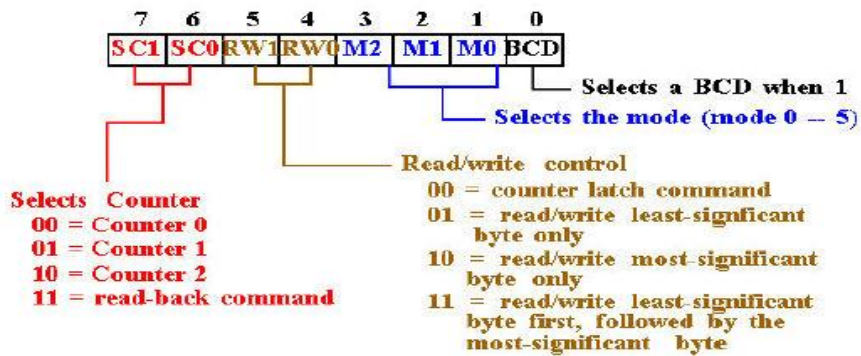 7 6 5 4 3 2 1 0
SC1 SC0 RW1 RW0 M2 M1 M0 BCD
Selects a BCD when 1
Selects the mode (mode 0 -- 5)
Read/write control
00 = counter latch command
01 = read/write least-signficant
byte only
10 = read/write most-significant
byte only
11 = read/write least-significant
byte first, followed by the
most-significant byte
Selects Counter
00 = Counter 0
01 = Counter 1
10 = Counter 2
11 = read-back command